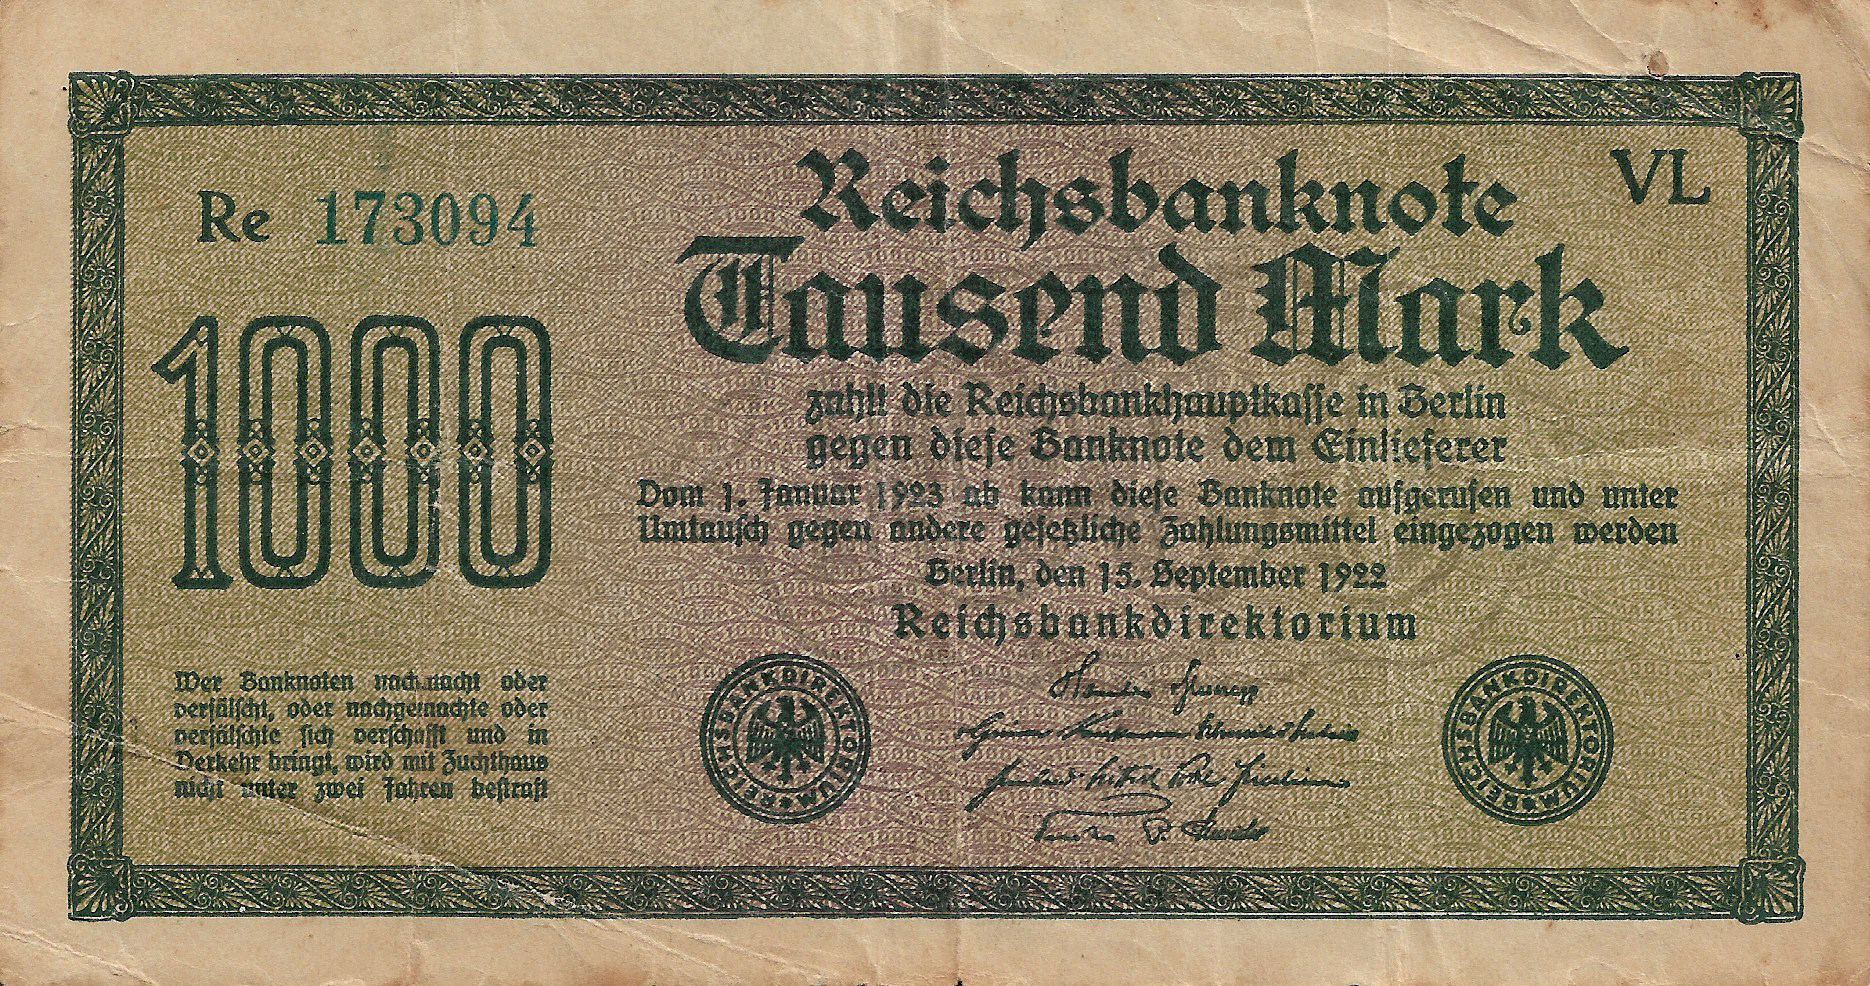 Re 173094
Reichsbanknote
VL
Tausend Mark
1000
zahlt die Reichsbankhauptkasse in Berlin
gegen diese Banknote dem Einlieferer
Vom 1. Januar 1923 ab kann diese Banknote aufgerufen und unter
Umtausch gegen andere gesetzliche Zahlungsmittel eingezogen werden
Berlin, den 15. September 1922
Reichsbankdirektorium
Wer Banknoten nachmacht oder
verfälscht, oder nachgemachte oder
verfälschte sich verschafft und in
Verkehr bringt, wird mit Zuchthaus
nicht unter zwei Jahren bestraft
REICHSBANKDIREKTORIUM
REICHSBANKDIREKTORIUM